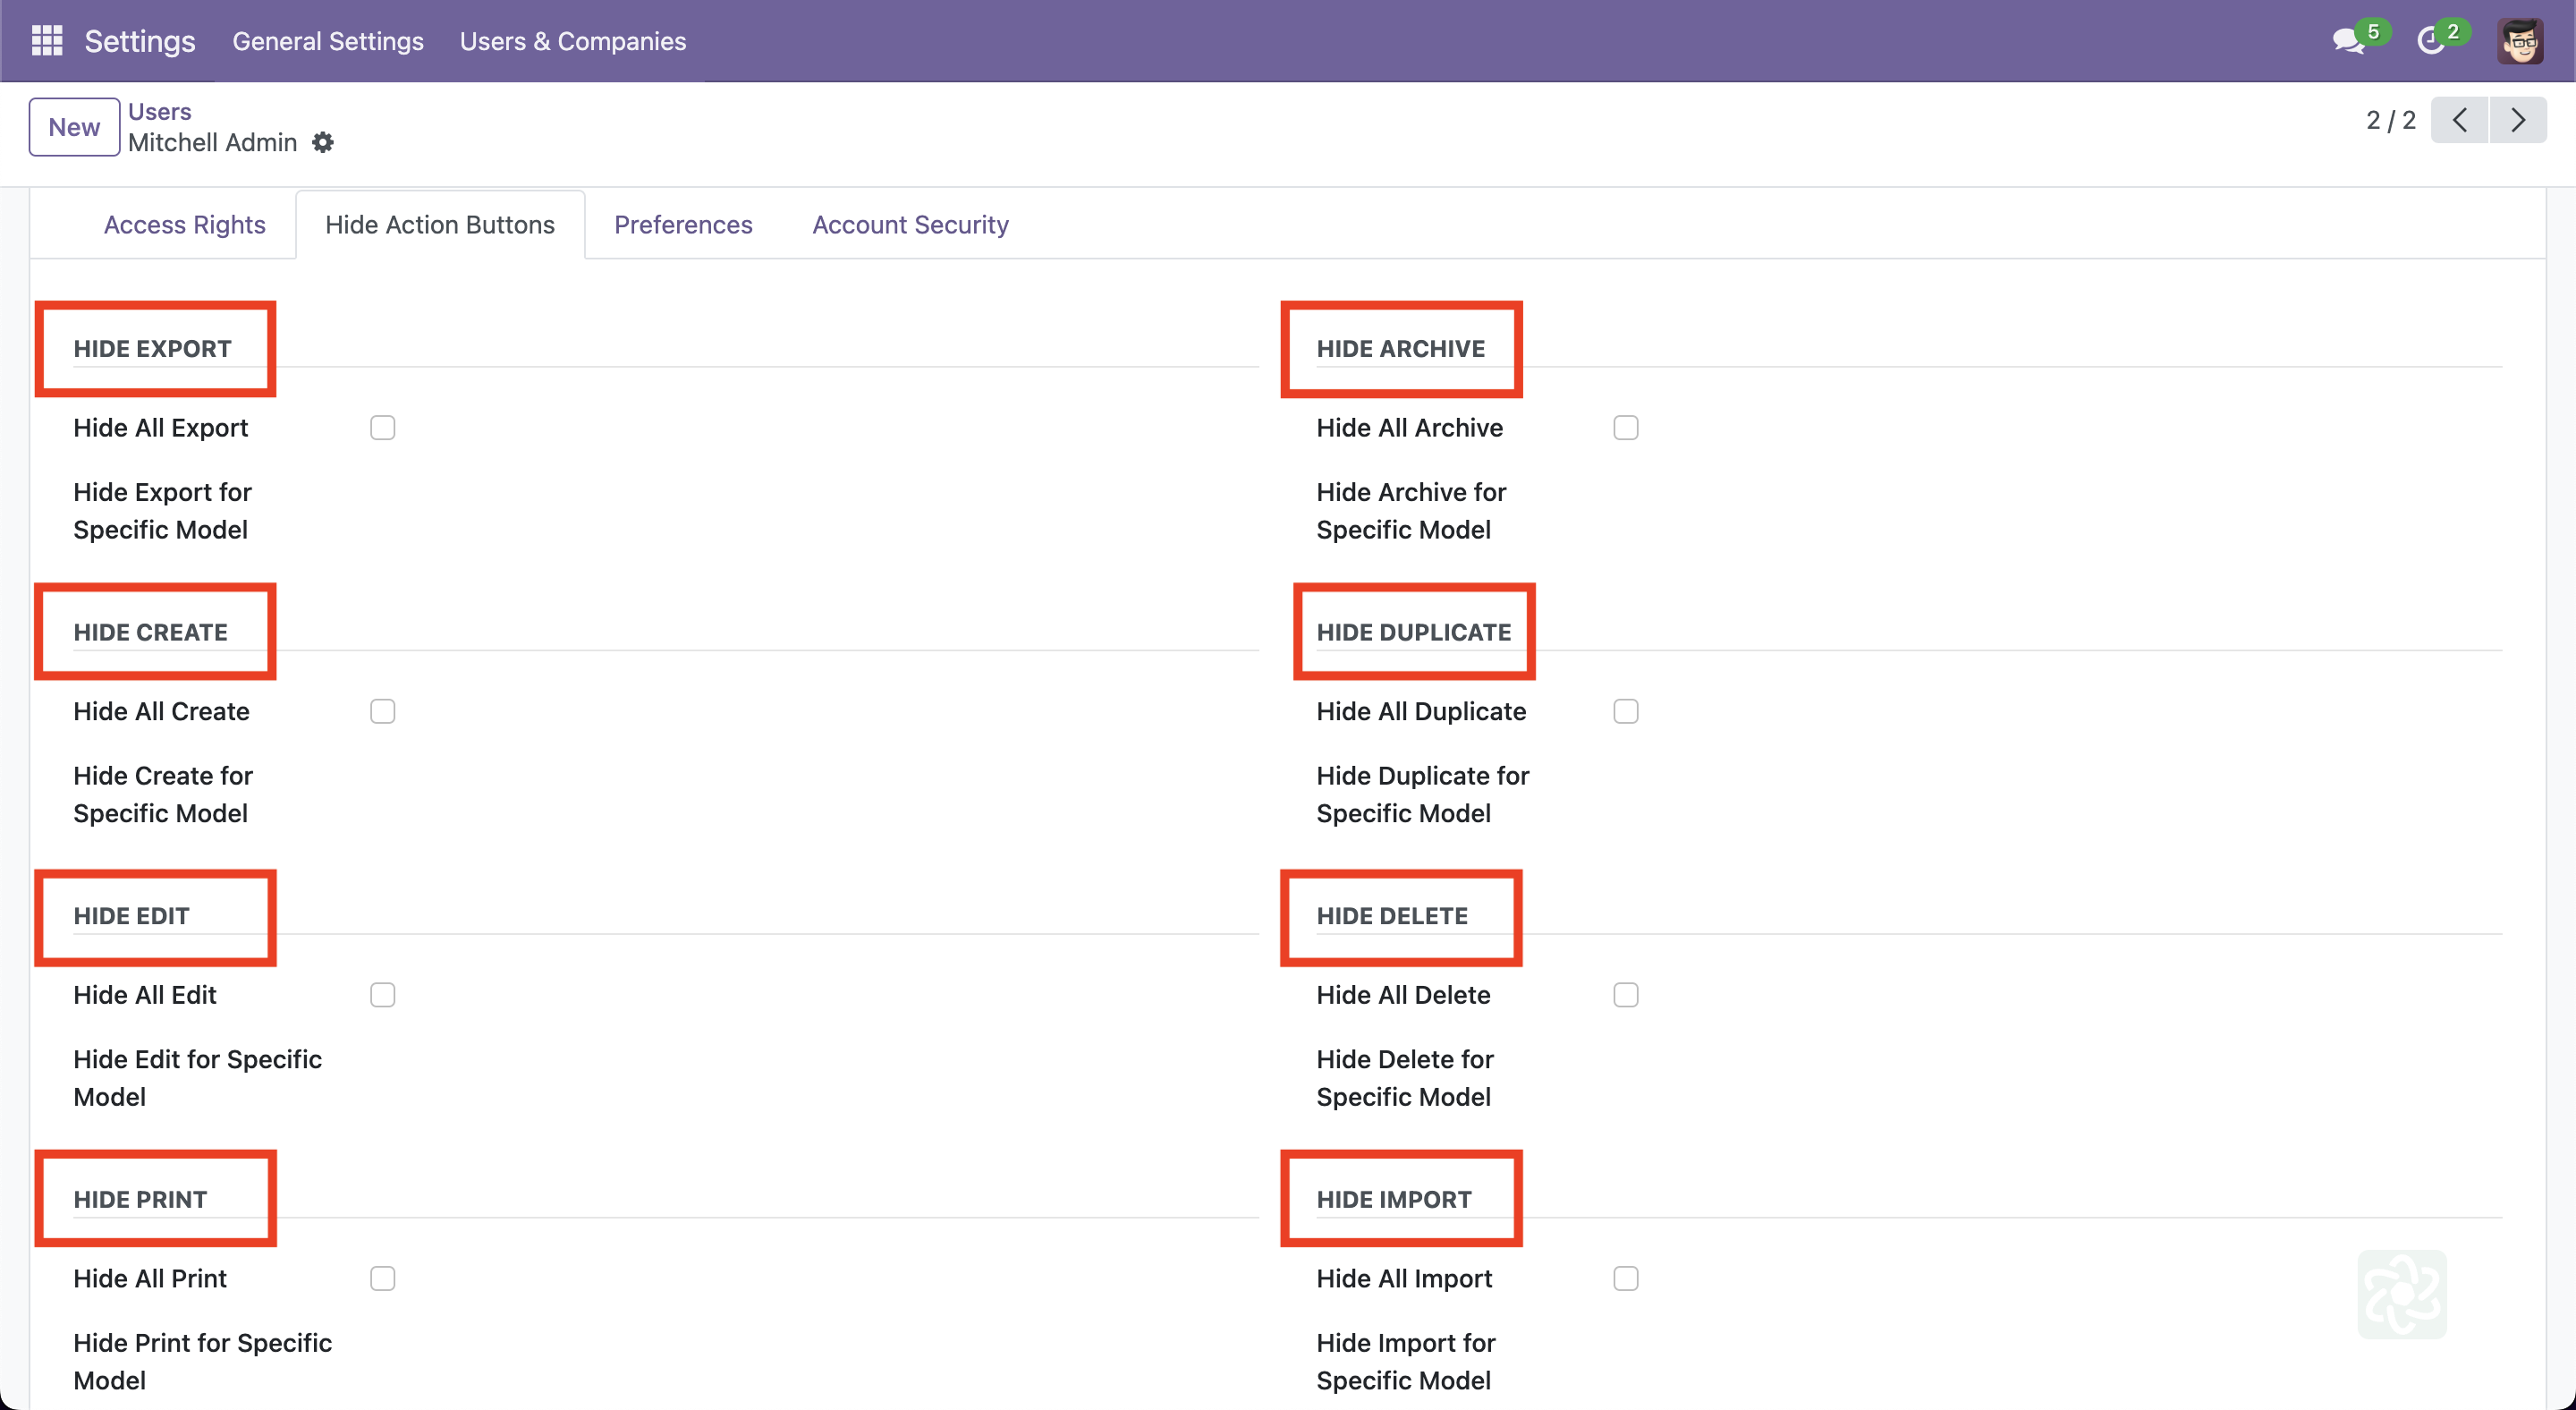 Settings General Settings Users & Companies 5 2
New Users
Mitchell Admin
2 / 2
Access Rights Hide Action Buttons Preferences Account Security
HIDE EXPORT
Hide All Export
Hide Export for
Specific Model
HIDE ARCHIVE
Hide All Archive
Hide Archive for
Specific Model
HIDE CREATE
Hide All Create
Hide Create for
Specific Model
HIDE DUPLICATE
Hide All Duplicate
Hide Duplicate for
Specific Model
HIDE EDIT
Hide All Edit
Hide Edit for Specific
Model
HIDE DELETE
Hide All Delete
Hide Delete for
Specific Model
HIDE PRINT
Hide All Print
Hide Print for Specific
Model
HIDE IMPORT
Hide All Import
Hide Import for
Specific Model